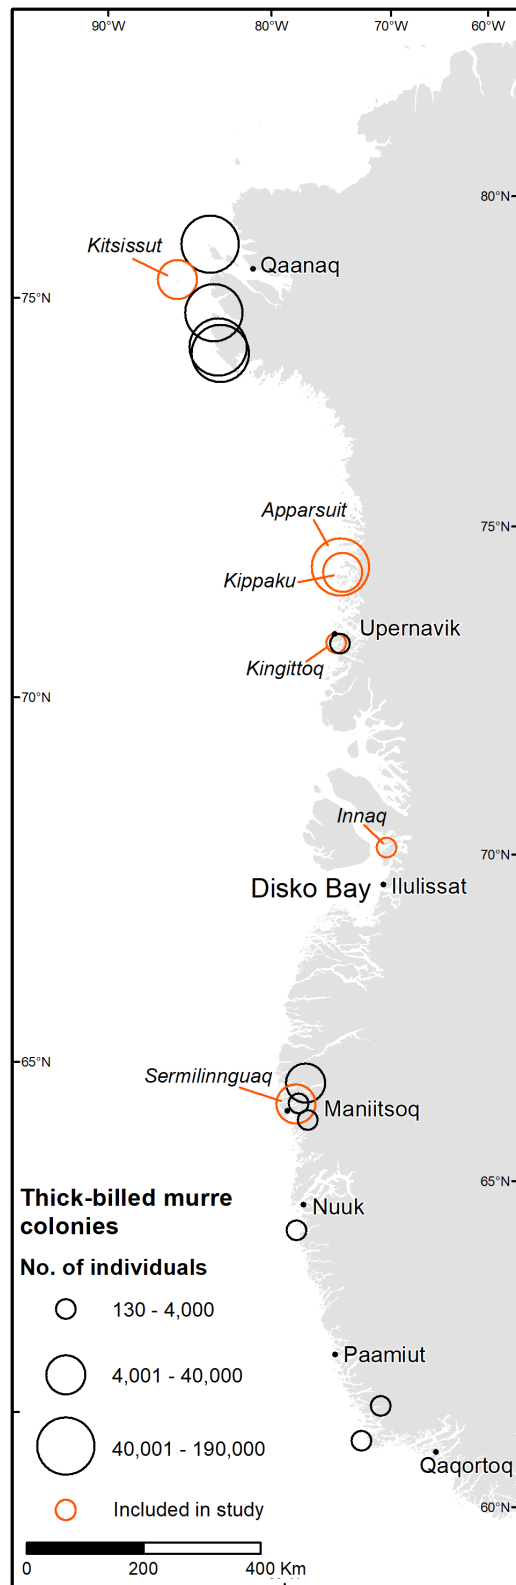 90°W
80°W
70°W
60°W
80°N
Kitsissut
Qaanaq
75°N
Apparsuit
75°N
Kippaku
Upernavik
Kingittoq
70°N
Innaq
70°N
Disko Bay
Ilulissat
65°N
Sermilinnguaq
Maniitsoq
65°N
Thick-billed murre
colonies
Nuuk
No. of individuals
130 - 4,000
Paamiut
4,001 - 40,000
40,001 - 190,000
Qaqortoq
60°N
Included in study
0 200 400 Km